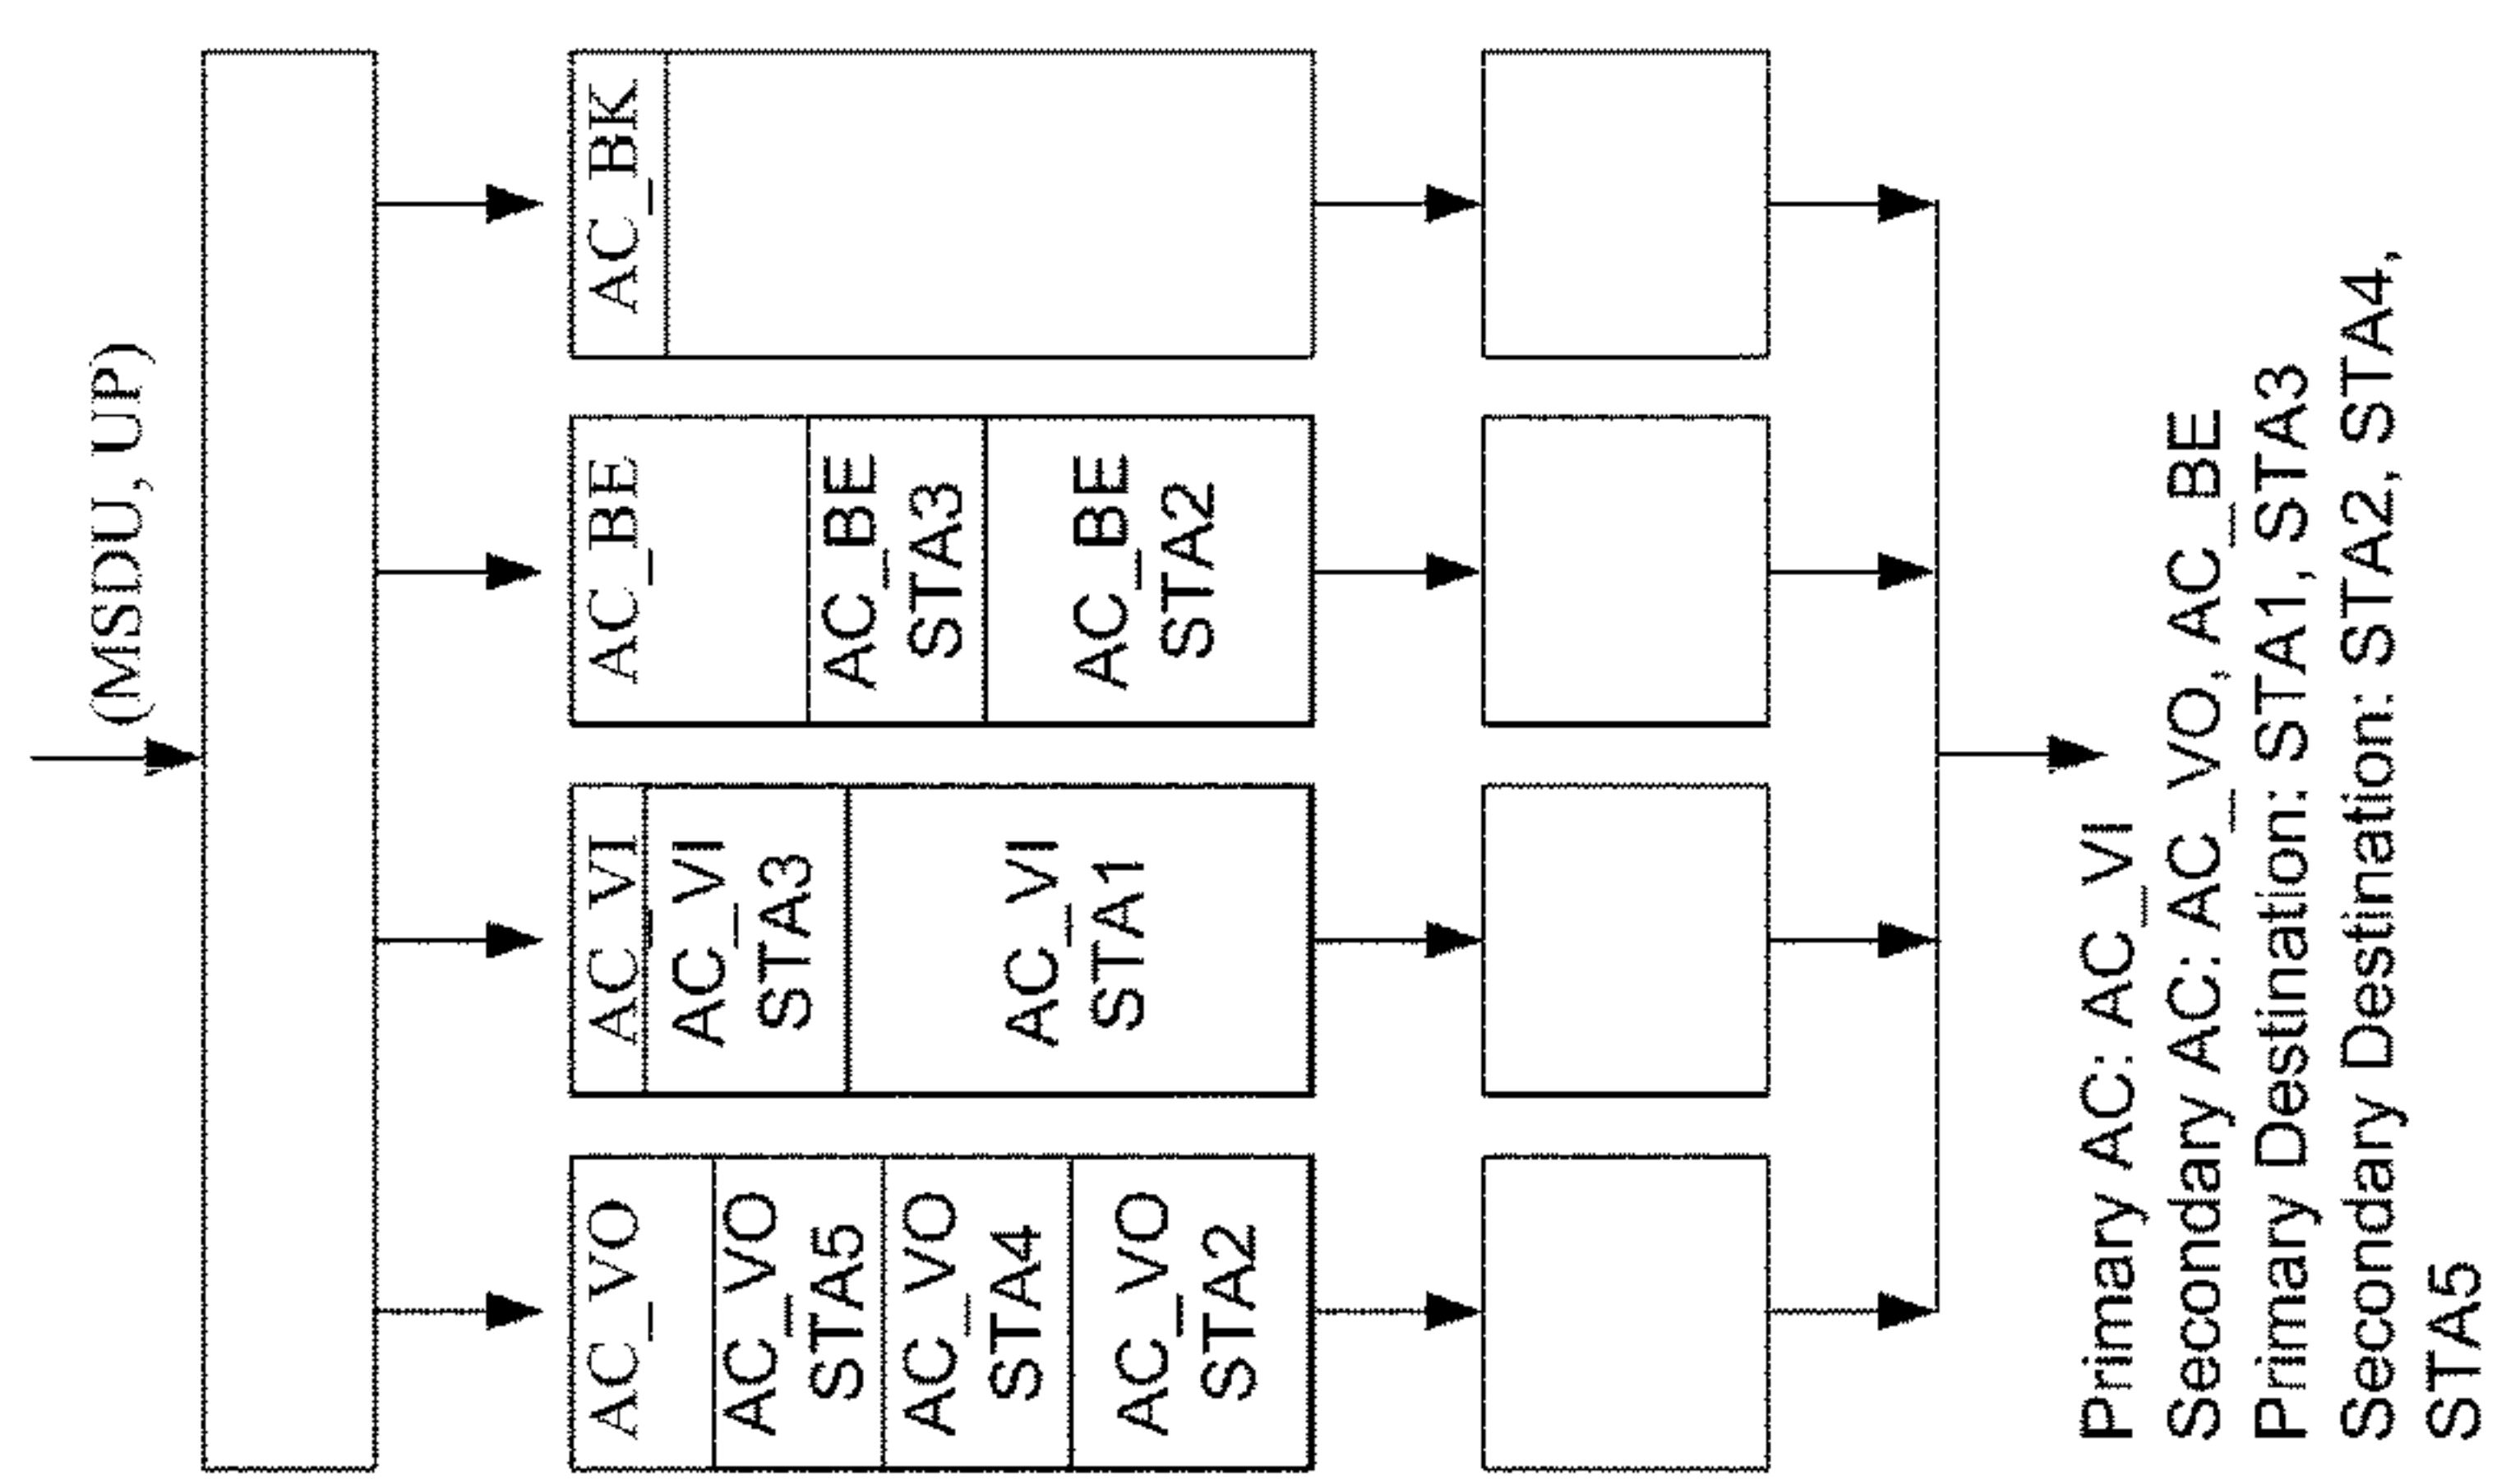 (MSDU, UP)
AC_VO
AC_VO
STA5
AC_VO
STA4
AC_VO
STA2
AC_VI
AC_VI
STA3
AC_VI
STA1
AC_BE
AC_BE
STA3
AC_BE
STA2
AC_BK
Primary AC: AC_VI
Secondary AC: AC_VO, AC_BE
Primary Destination: STA1, STA3
Secondary Destination: STA2, STA4,
STA5